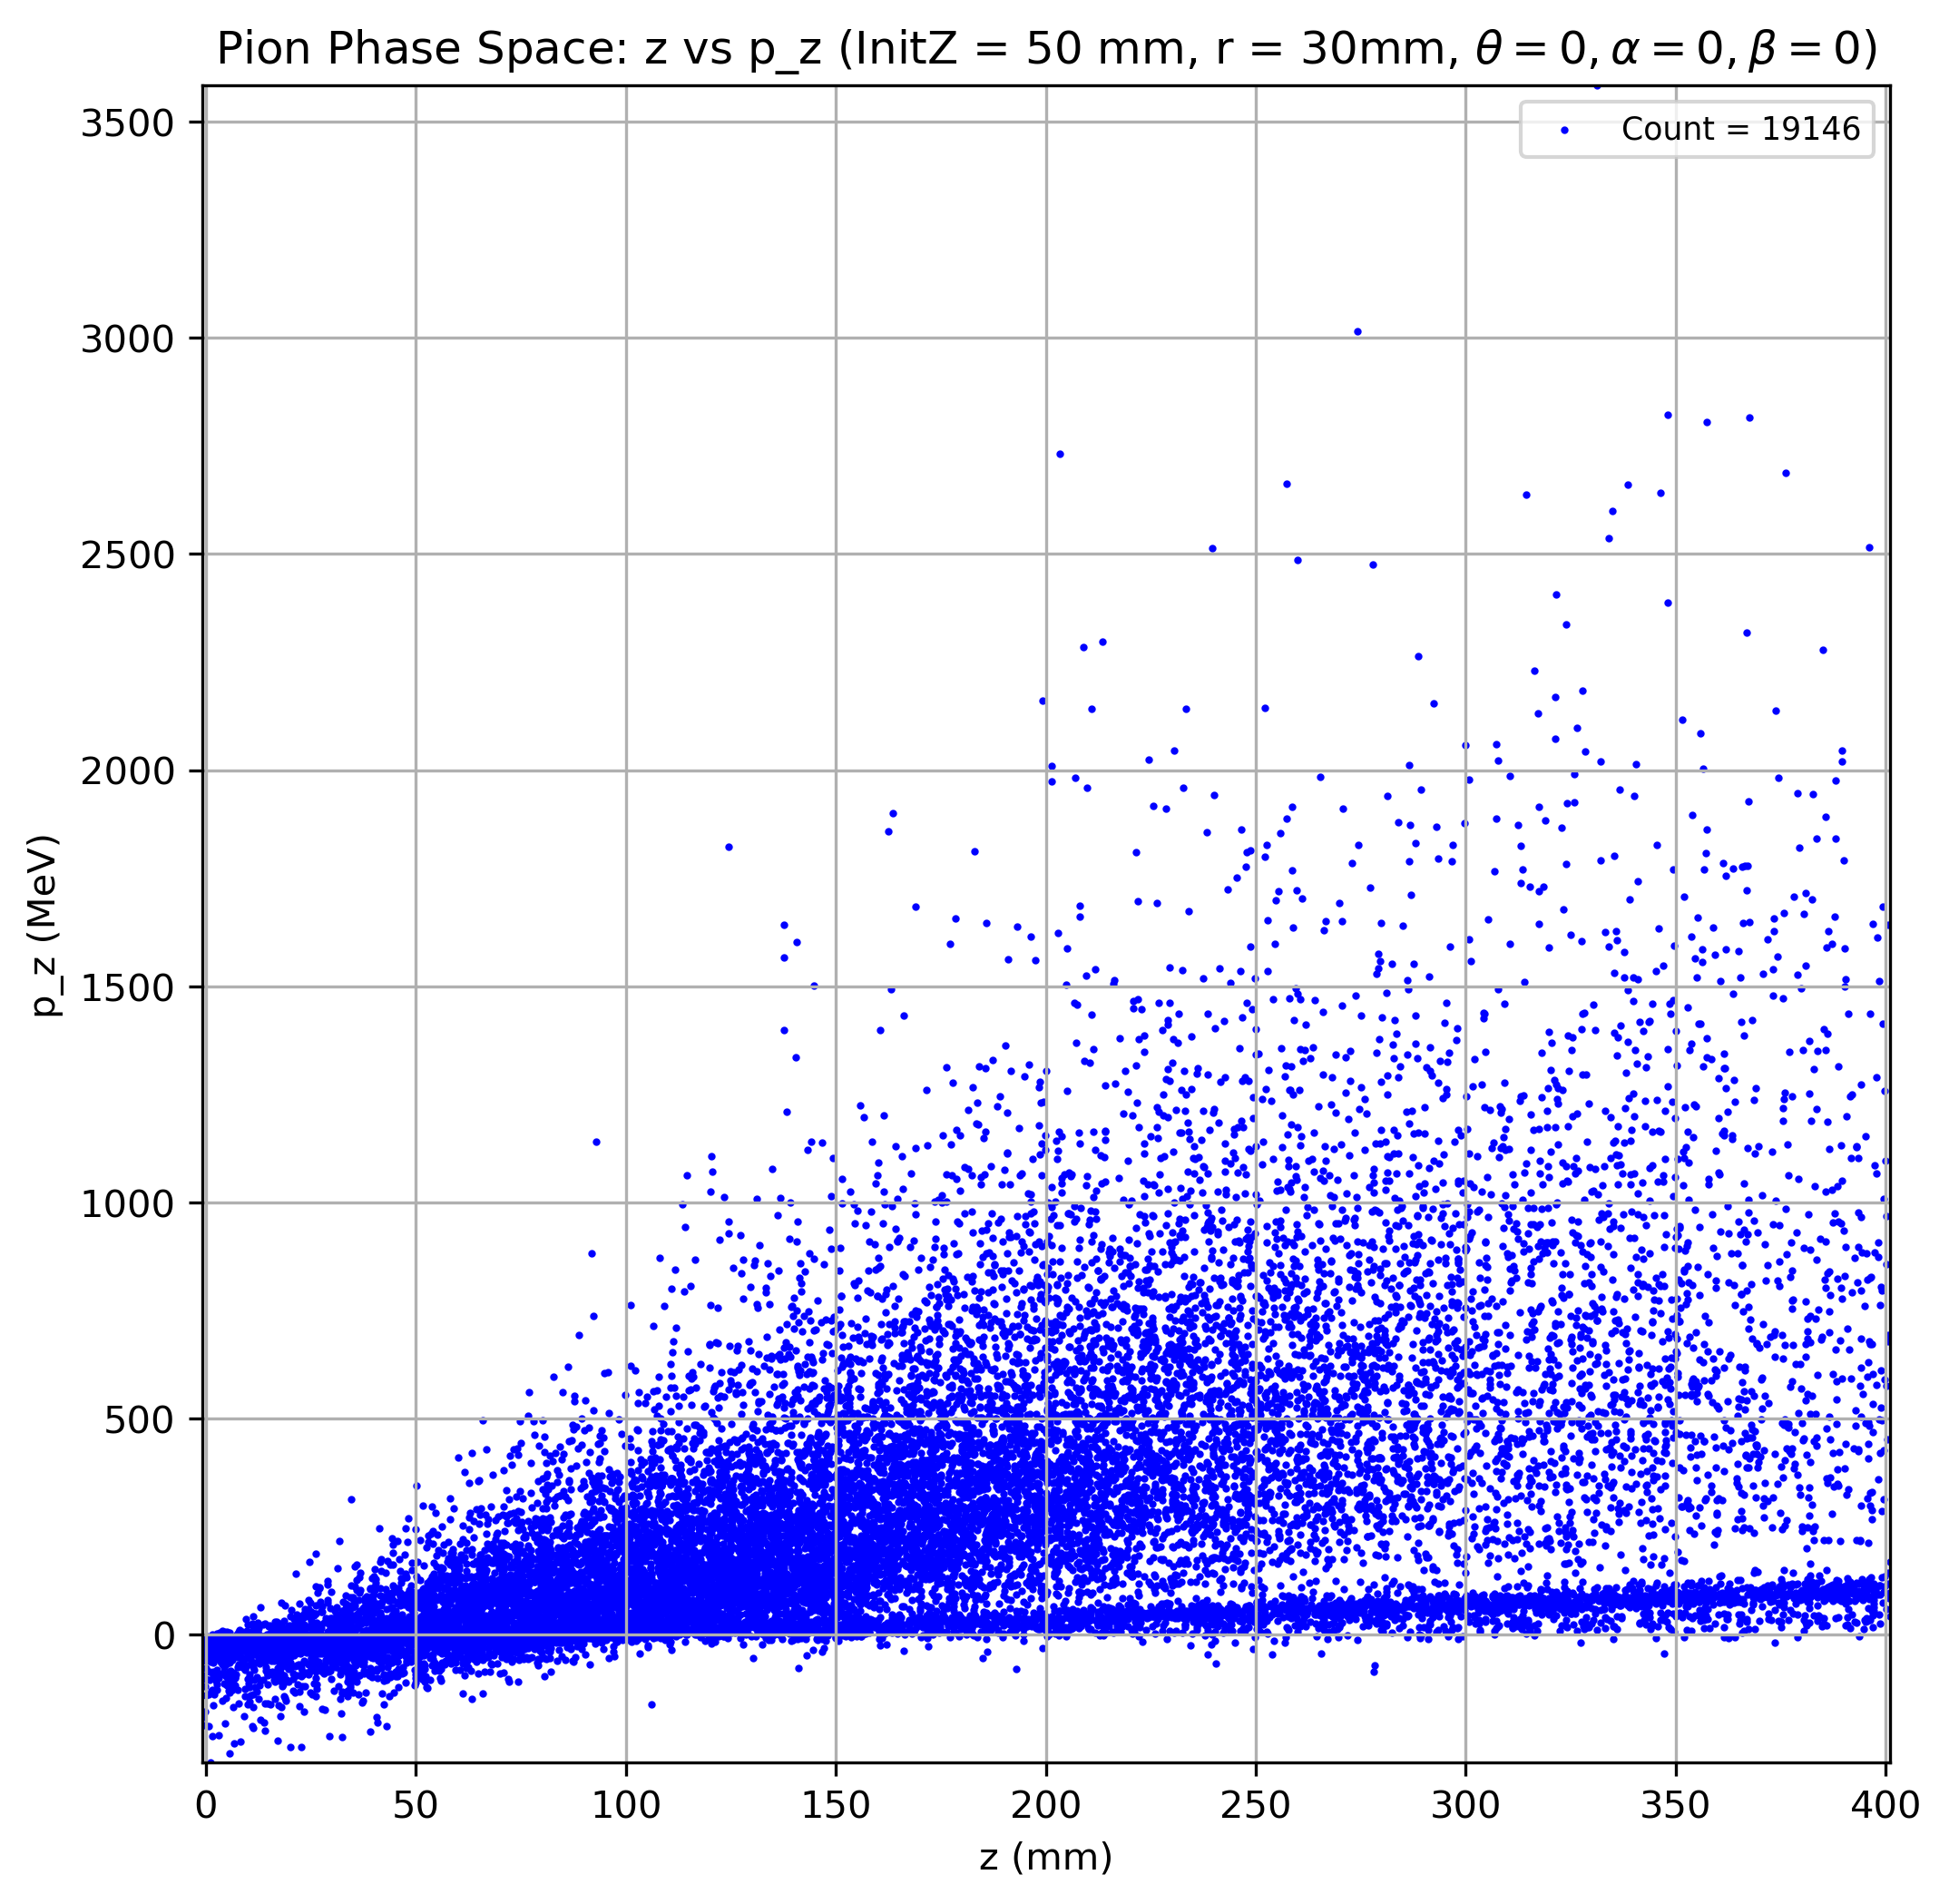 Pion Phase Space: z vs p_z (InitZ = 50 mm, r = 30mm, θ = 0, α = 0, β = 0)
Count = 19146
3500
3000
2500
2000
1500
1000
500
0
p_z (MeV)
0 50 100 150 200 250 300 350 400
z (mm)